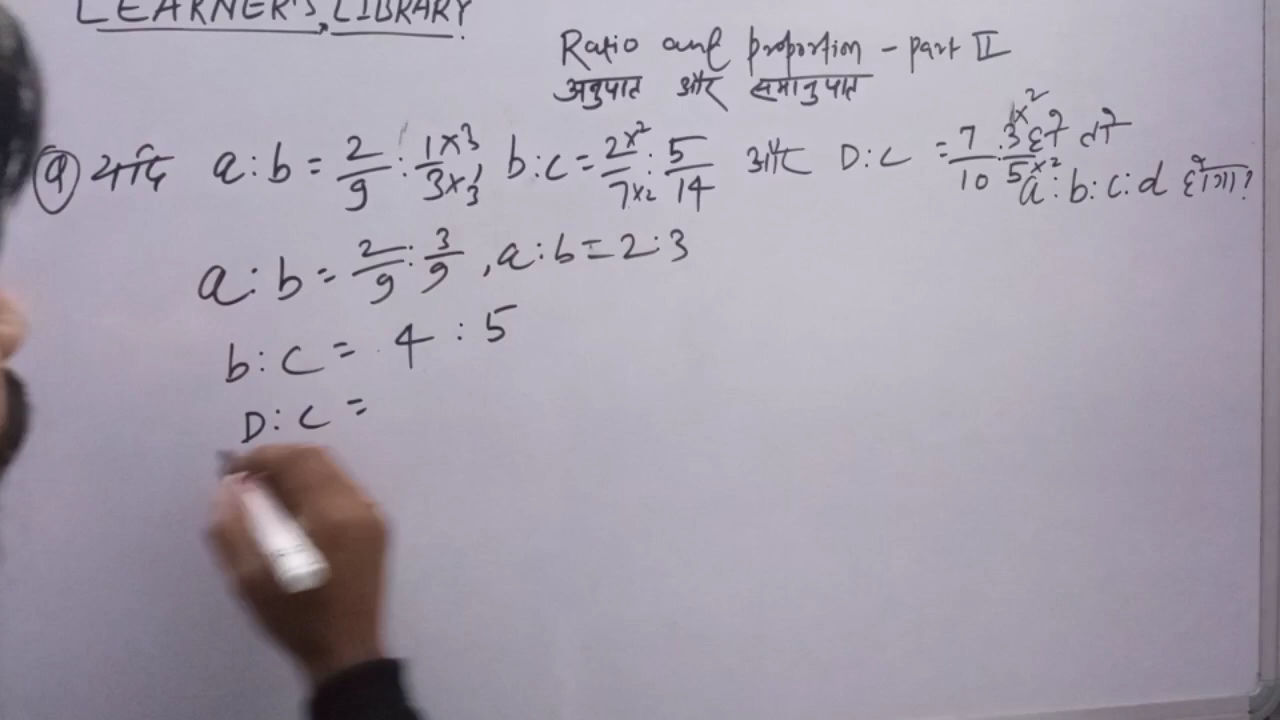 LEARNER'S LIBRARY
Ratio and proportion - part II
अनुपात और समानुपात
Q यदि a:b = 2/9 : 1×3/3×3, b:c = 2×2/7×2 : 5/14 और D:c = 7/10 : 3×2/5×2 हो तो
a:b:c:d होगा?
a:b = 2/9 : 3/9, a:b = 2:3
b:c = 4:5
D:c =